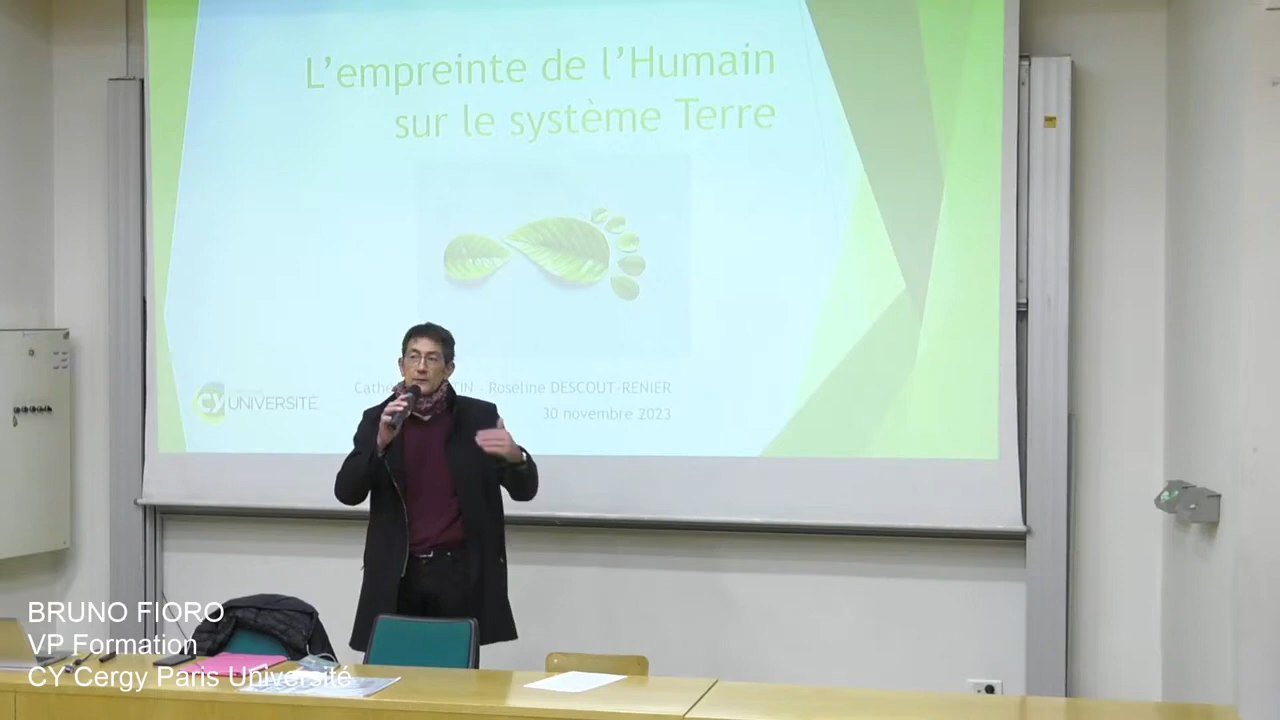 L'empreinte de l'Humain
sur le système Terre
CY UNIVERSITÉ
Roseline DESCOUT-RENIER
30 novembre 2023
BRUNO FIORO
VP Formation
CY Cergy Paris Université